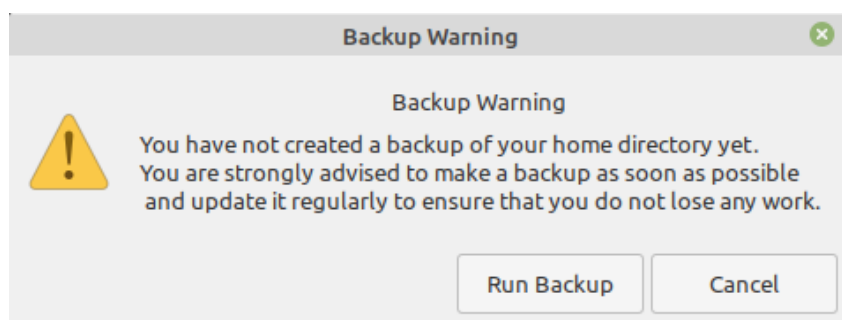 Backup Warning
Backup Warning
You have not created a backup of your home directory yet.
You are strongly advised to make a backup as soon as possible
and update it regularly to ensure that you do not lose any work.
Run Backup
Cancel